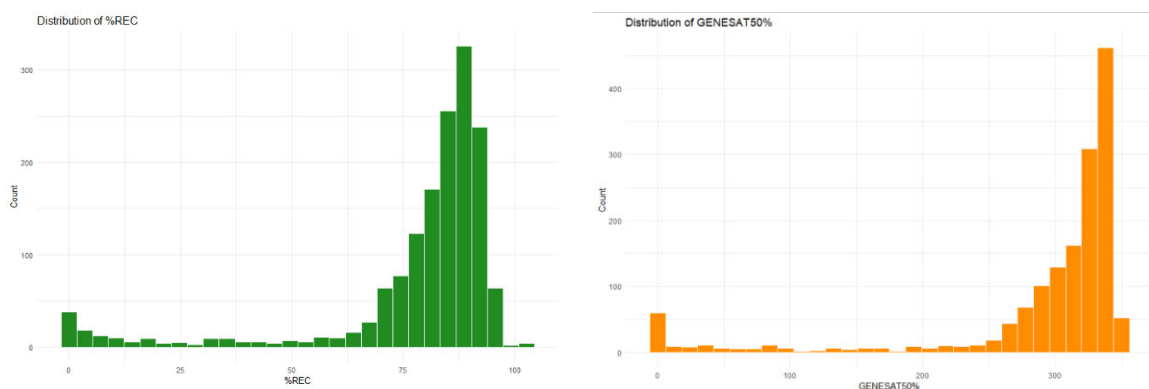 Distribution of %REC
300
200
100
0
Count
0 25 50 75 100
%REC
Distribution of GENESAT50%
400
300
200
100
0
Count
0 100 200 300
GENESAT50%